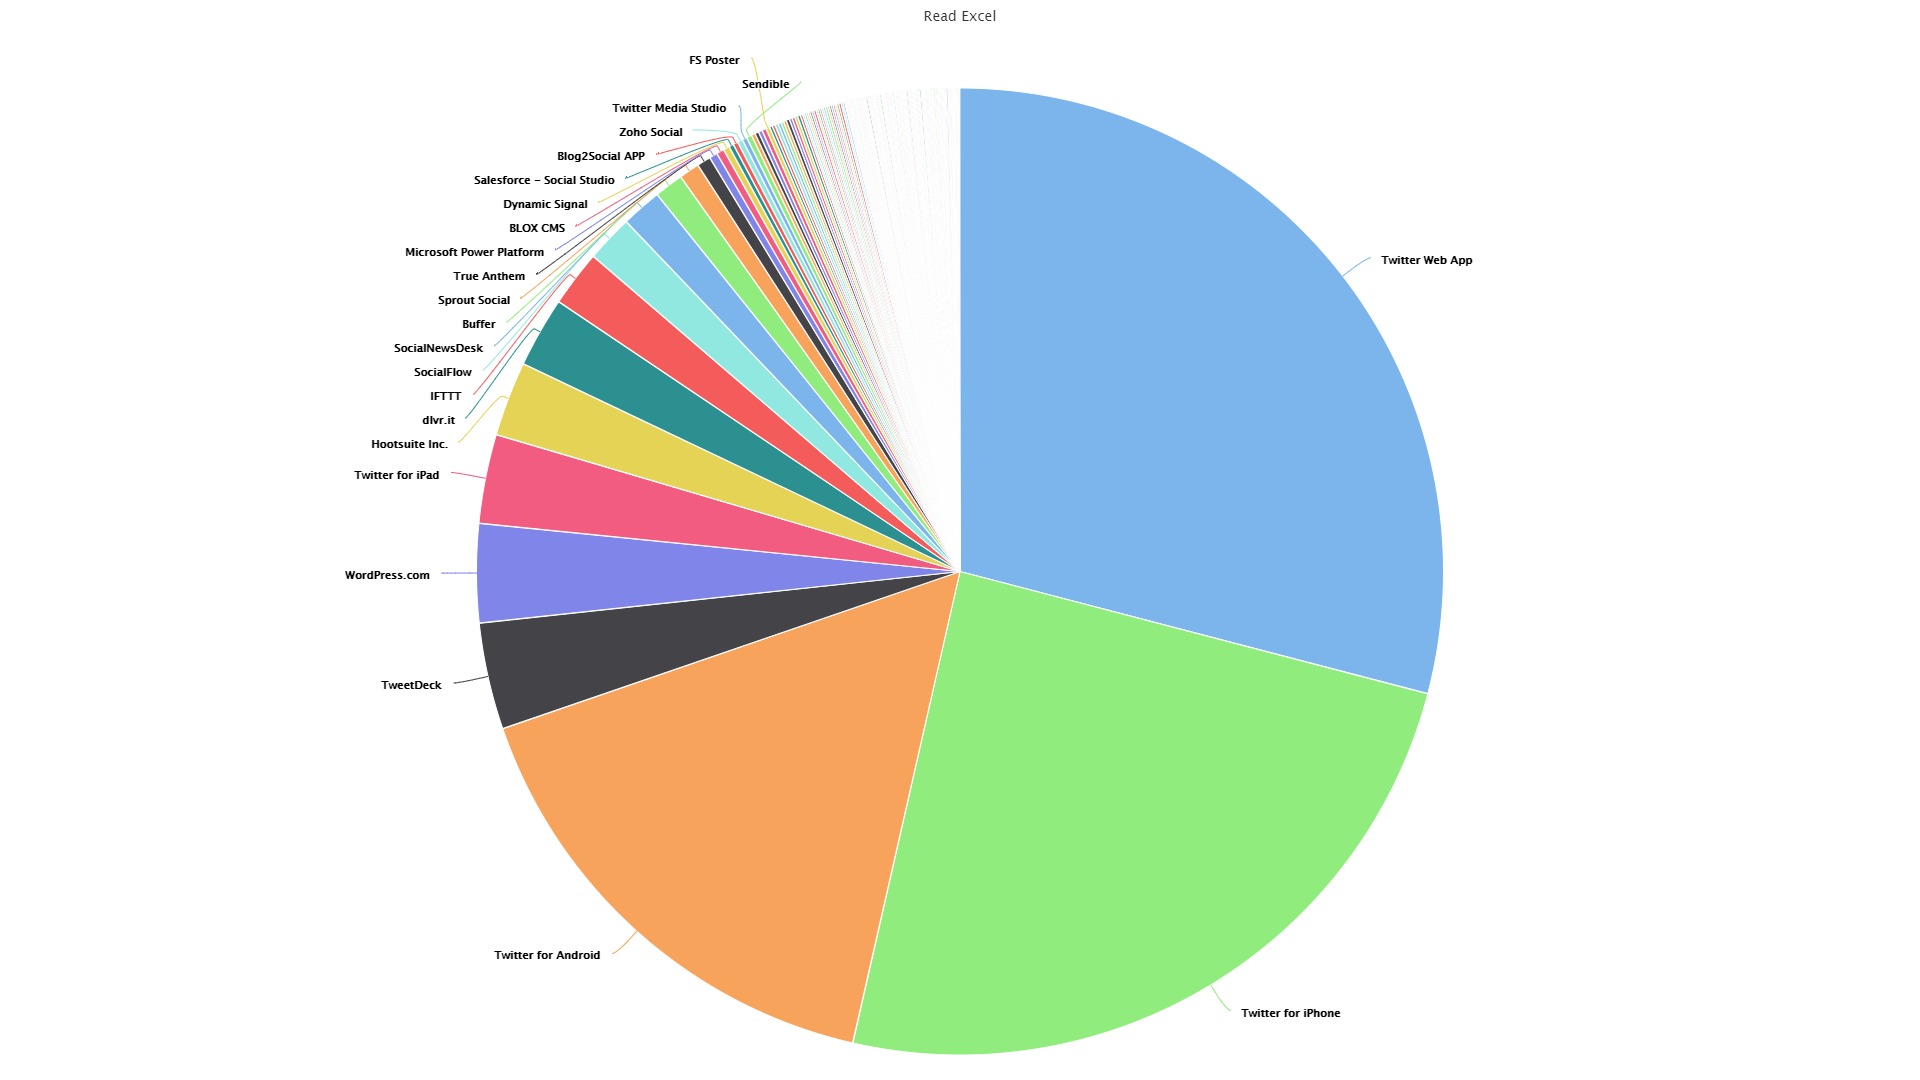 Read Excel
FS Poster
Sendible
Twitter Media Studio
Zoho Social
Blog2Social APP
Salesforce - Social Studio
Dynamic Signal
BLOX CMS
Microsoft Power Platform
True Anthem
Sprout Social
Buffer
SocialNewsDesk
SocialFlow
IFTTT
dlvr.it
Hootsuite Inc.
Twitter for iPad
WordPress.com
TweetDeck
Twitter for Android
Twitter for iPhone
Twitter Web App